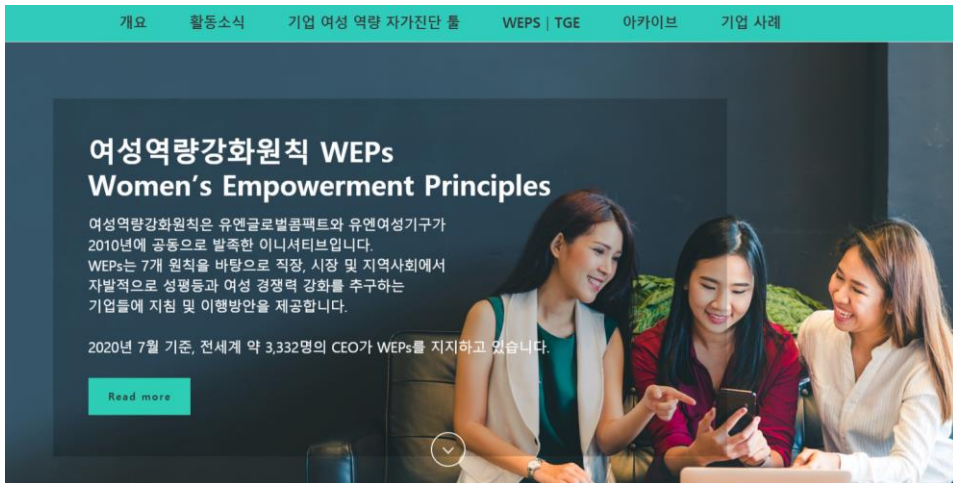 개요 활동소식 기업 여성 역량 자가진단 툴 WEPS | TGE 아카이브 기업 사례
여성역량강화원칙 WEPs
Women's Empowerment Principles
여성역량강화원칙은 유엔글로벌콤팩트와 유엔여성기구가
2010년에 공동으로 발족한 이니셔티브입니다.
WEPs는 7개 원칙을 바탕으로 직장, 시장 및 지역사회에서
자발적으로 성평등과 여성 경쟁력 강화를 추구하는
기업들에 지침 및 이행방안을 제공합니다.
2020년 7월 기준, 전세계 약 3,332명의 CEO가 WEPs를 지지하고 있습니다.
Read more